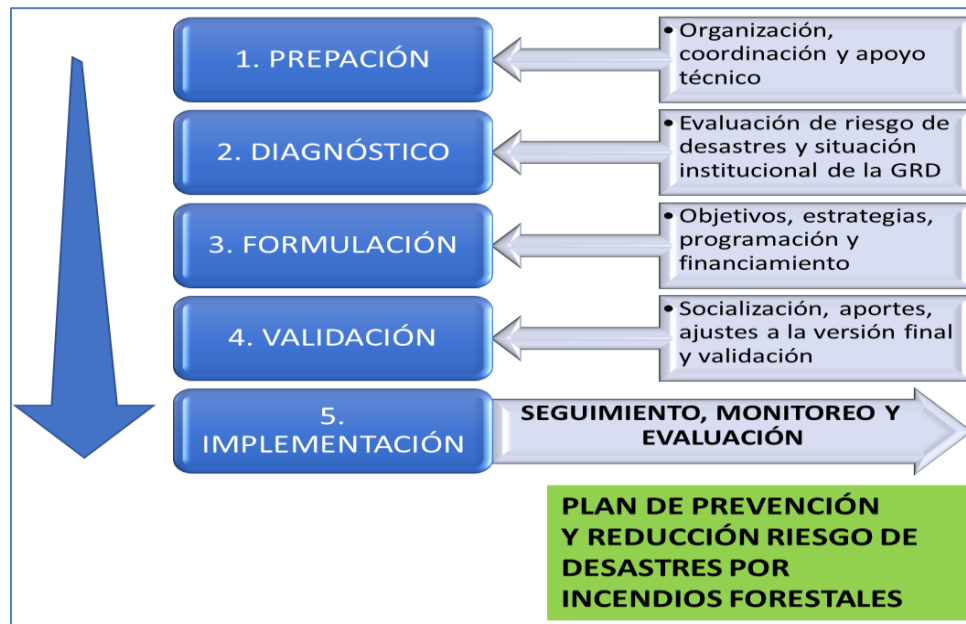 1. PREPACIÓN
• Organización,
coordinación y apoyo
técnico
2. DIAGNÓSTICO
• Evaluación de riesgo de
desastres y situación
institucional de la GRD
3. FORMULACIÓN
• Objetivos, estrategias,
programación y
financiamiento
4. VALIDACIÓN
• Socialización, aportes,
ajustes a la versión final
y validación
5.
IMPLEMENTACIÓN
SEGUIMIENTO, MONITOREO Y
EVALUACIÓN
PLAN DE PREVENCIÓN
Y REDUCCIÓN RIESGO DE
DESASTRES POR
INCENDIOS FORESTALES